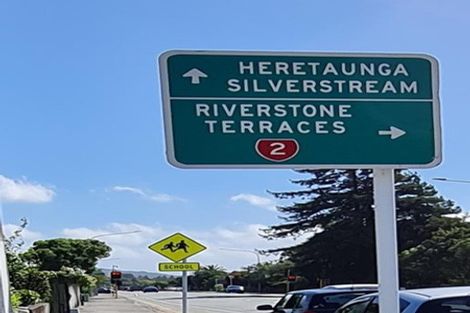 HERETAUNGA
SILVERSTREAM
RIVERSTONE
TERRACES
2
SCHOOL